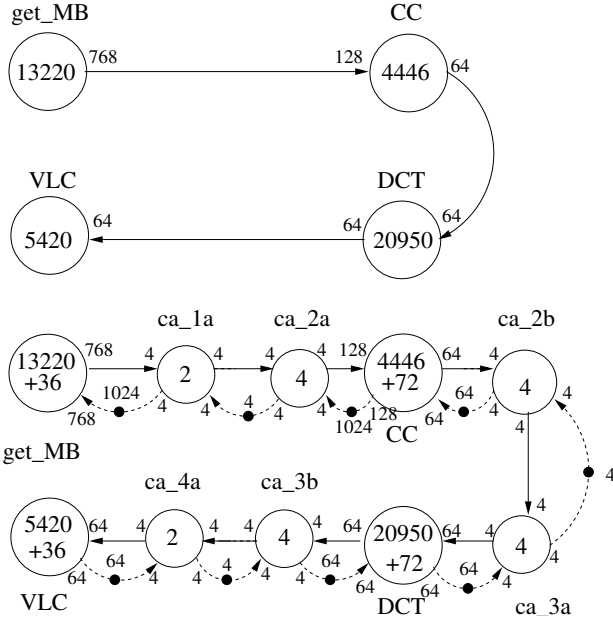 get_MB CC
768 128 64
13220 4446
VLC DCT
64 64 64
5420 20950
ca_1a ca_2a ca_2b
13220 +36 768 4 4 4 4 128 4446 +72 64 4
2 4 4
768 1024 4 4 4 4 1024 128 64 64 4 4 4
CC
get_MB
ca_4a ca_3b
4
5420 +36 64 4 4 4 4 64 20950 +72 64 4 4
2 4 4
64 64 4 4 4 4 4 64 64 64 64 4 4
VLC DCT ca_3a